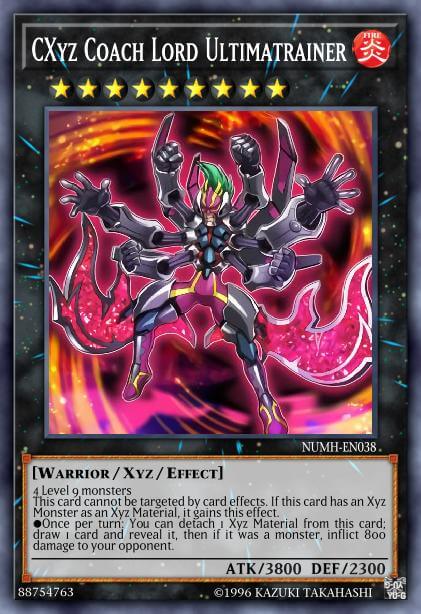 CXyz Coach Lord Ultimatrainer
FIRE
炎
NUMH-EN038
[Warrior / Xyz / Effect]
4 Level 9 monsters
This card cannot be targeted by card effects. If this card has an Xyz
Monster as an Xyz Material, it gains this effect.
●Once per turn: You can detach 1 Xyz Material from this card;
draw 1 card and reveal it, then if it was a monster, inflict 800
damage to your opponent.
ATK/3800 DEF/2300
88754763
©1996 KAZUKI TAKAHASHI